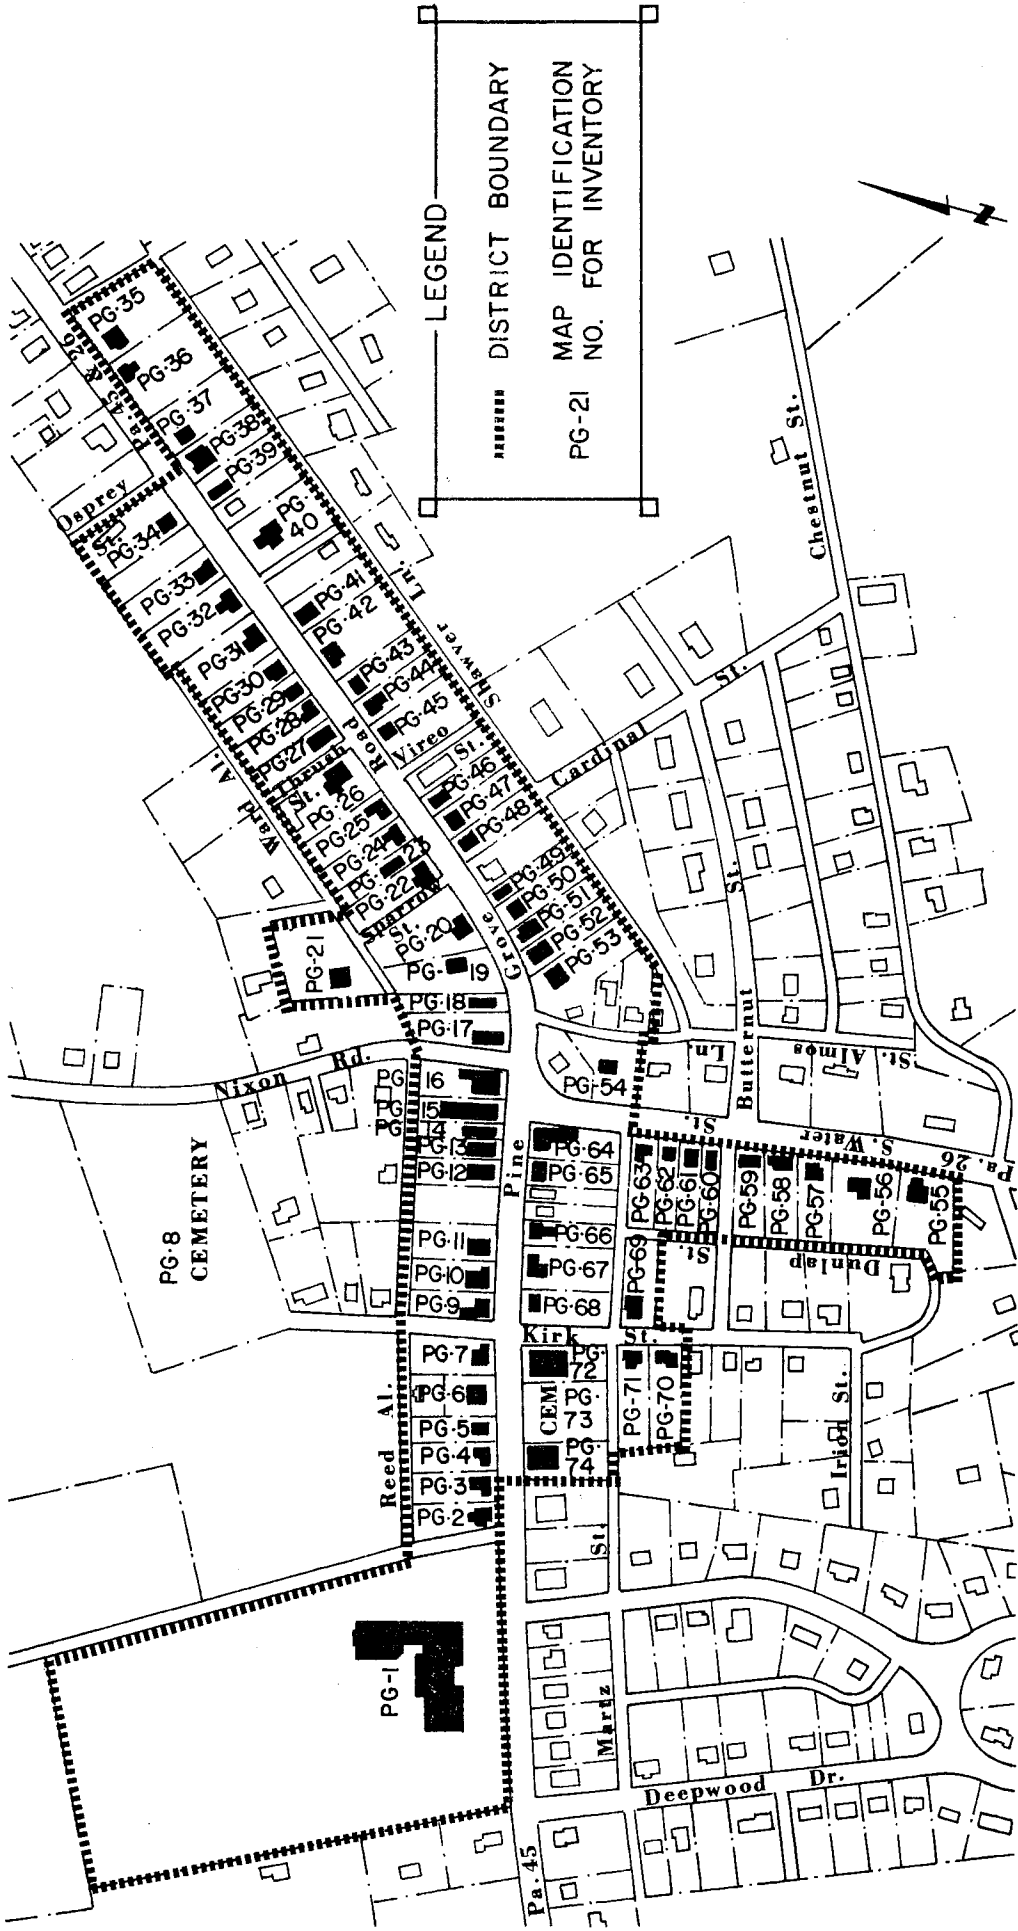 LEGEND
DISTRICT BOUNDARY
PG-21 MAP IDENTIFICATION
NO. FOR INVENTORY
N
Pa. 45 & 26
PG·35
PG·36
PG·37
PG·38
PG·39
PG·
40
Osprey
St.
PG·34
PG·33
PG·32
PG·31
PG·30
PG·29
PG·28
PG·27
PG·41
PG·42
PG·43
PG·44
PG·45
Shawver Ln.
Vireo
St.
Road
Thrush
St.
Ward Al.
PG·26
PG·25
PG·24
PG·23
PG·22
Sparrow
St.
PG·20
PG-21
PG-19
PG-18
PG-17
PG·46
PG·47
PG·48
PG·49
PG·50
PG·51
PG·52
PG·53
Grove
Pine
Cardinal St.
Chestnut St.
Butternut St.
Ln.
St. Almos
S. Water St.
Pa. 26
Nixon Rd.
PG·8
CEMETERY
PG 16
PG 15
PG 14
PG-13
PG-12
PG-11
PG-10
PG-9
PG-7
PG-6
PG-5
PG-4
PG-3
PG-2
PG-1
PG-54
PG-64
PG-65
PG-66
PG-67
PG-68
PG-63
PG-62
PG-61
PG-60
PG-59
PG-58
PG-57
PG-56
PG-55
PG-69
Dunlap St.
Kirk St.
PG-
72
CEM
PG·
73
PG·
74
PG-71
PG-70
Reed Al.
Irion St.
Martz St.
Deepwood Dr.
Pa. 45